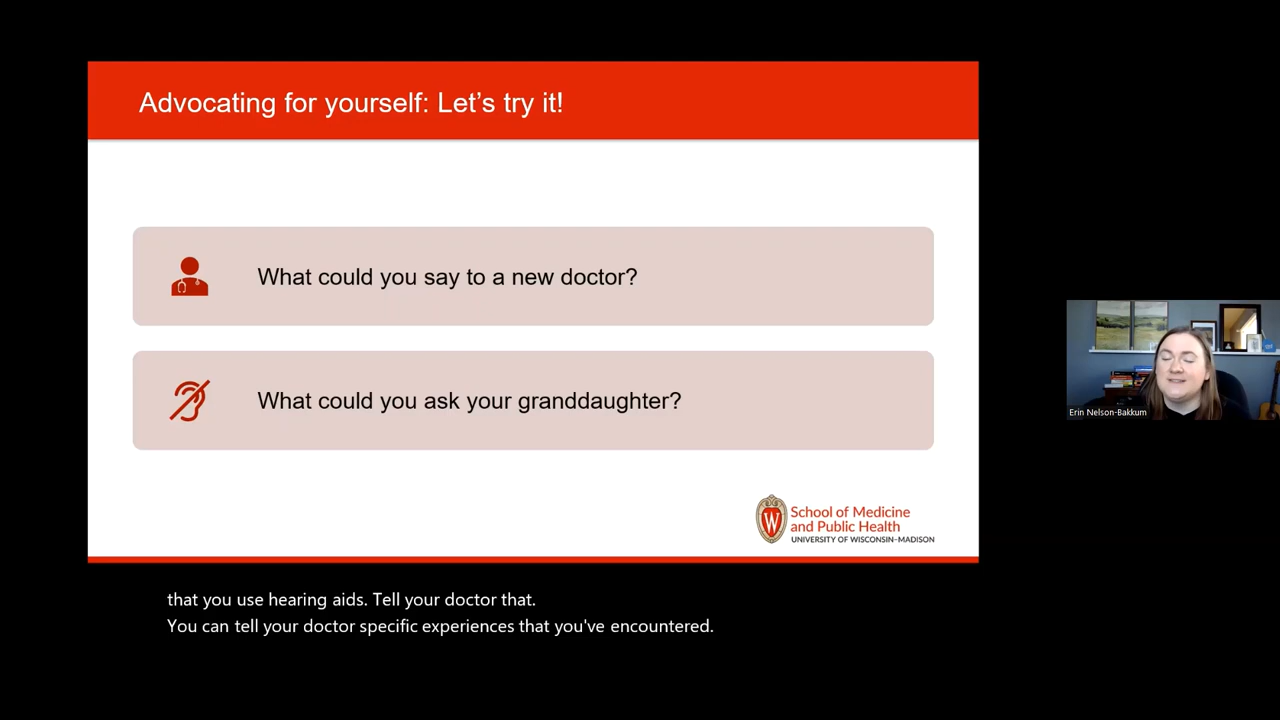 Advocating for yourself: Let's try it!
What could you say to a new doctor?
What could you ask your granddaughter?
W
School of Medicine
and Public Health
UNIVERSITY OF WISCONSIN–MADISON
Erin Nelson-Bakkum
that you use hearing aids. Tell your doctor that.
You can tell your doctor specific experiences that you've encountered.